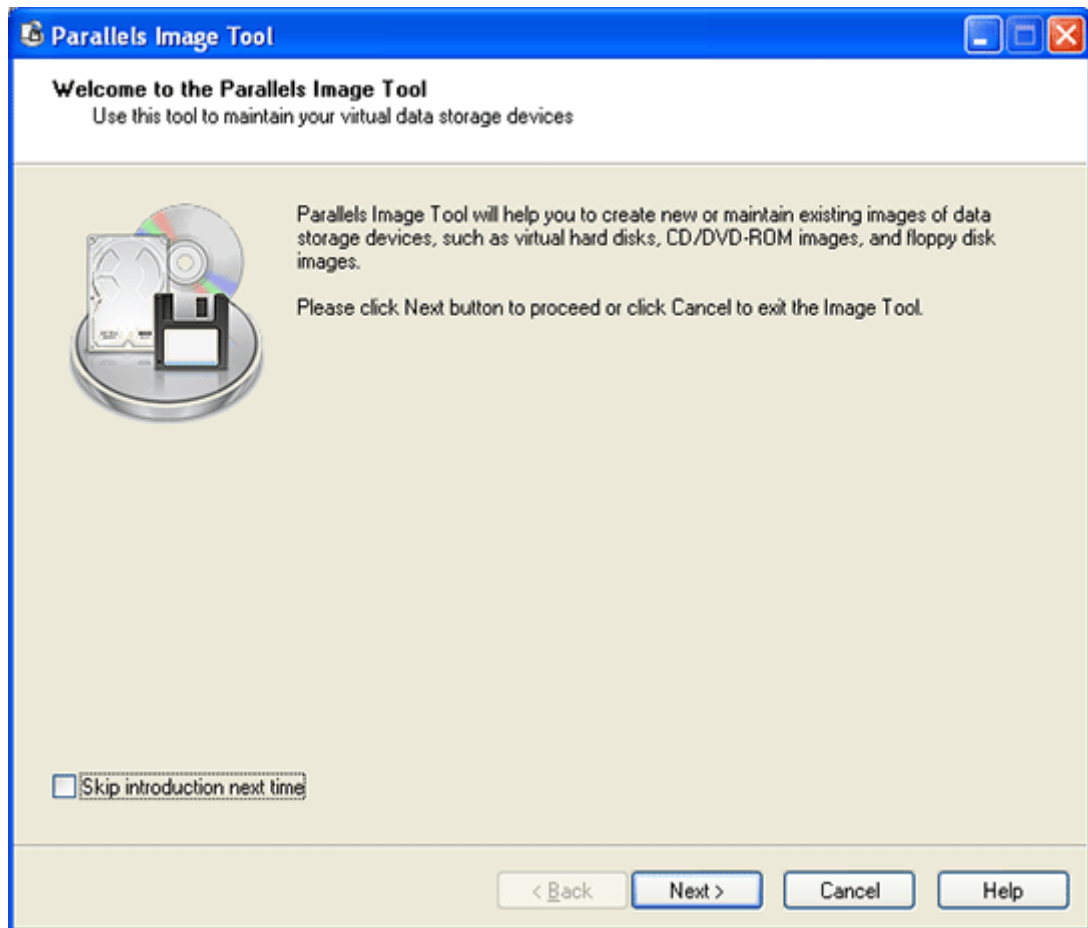 Parallels Image Tool
Welcome to the Parallels Image Tool
Use this tool to maintain your virtual data storage devices
Parallels Image Tool will help you to create new or maintain existing images of data
storage devices, such as virtual hard disks, CD/DVD-ROM images, and floppy disk
images.
Please click Next button to proceed or click Cancel to exit the Image Tool.
Skip introduction next time
< Back
Next >
Cancel
Help